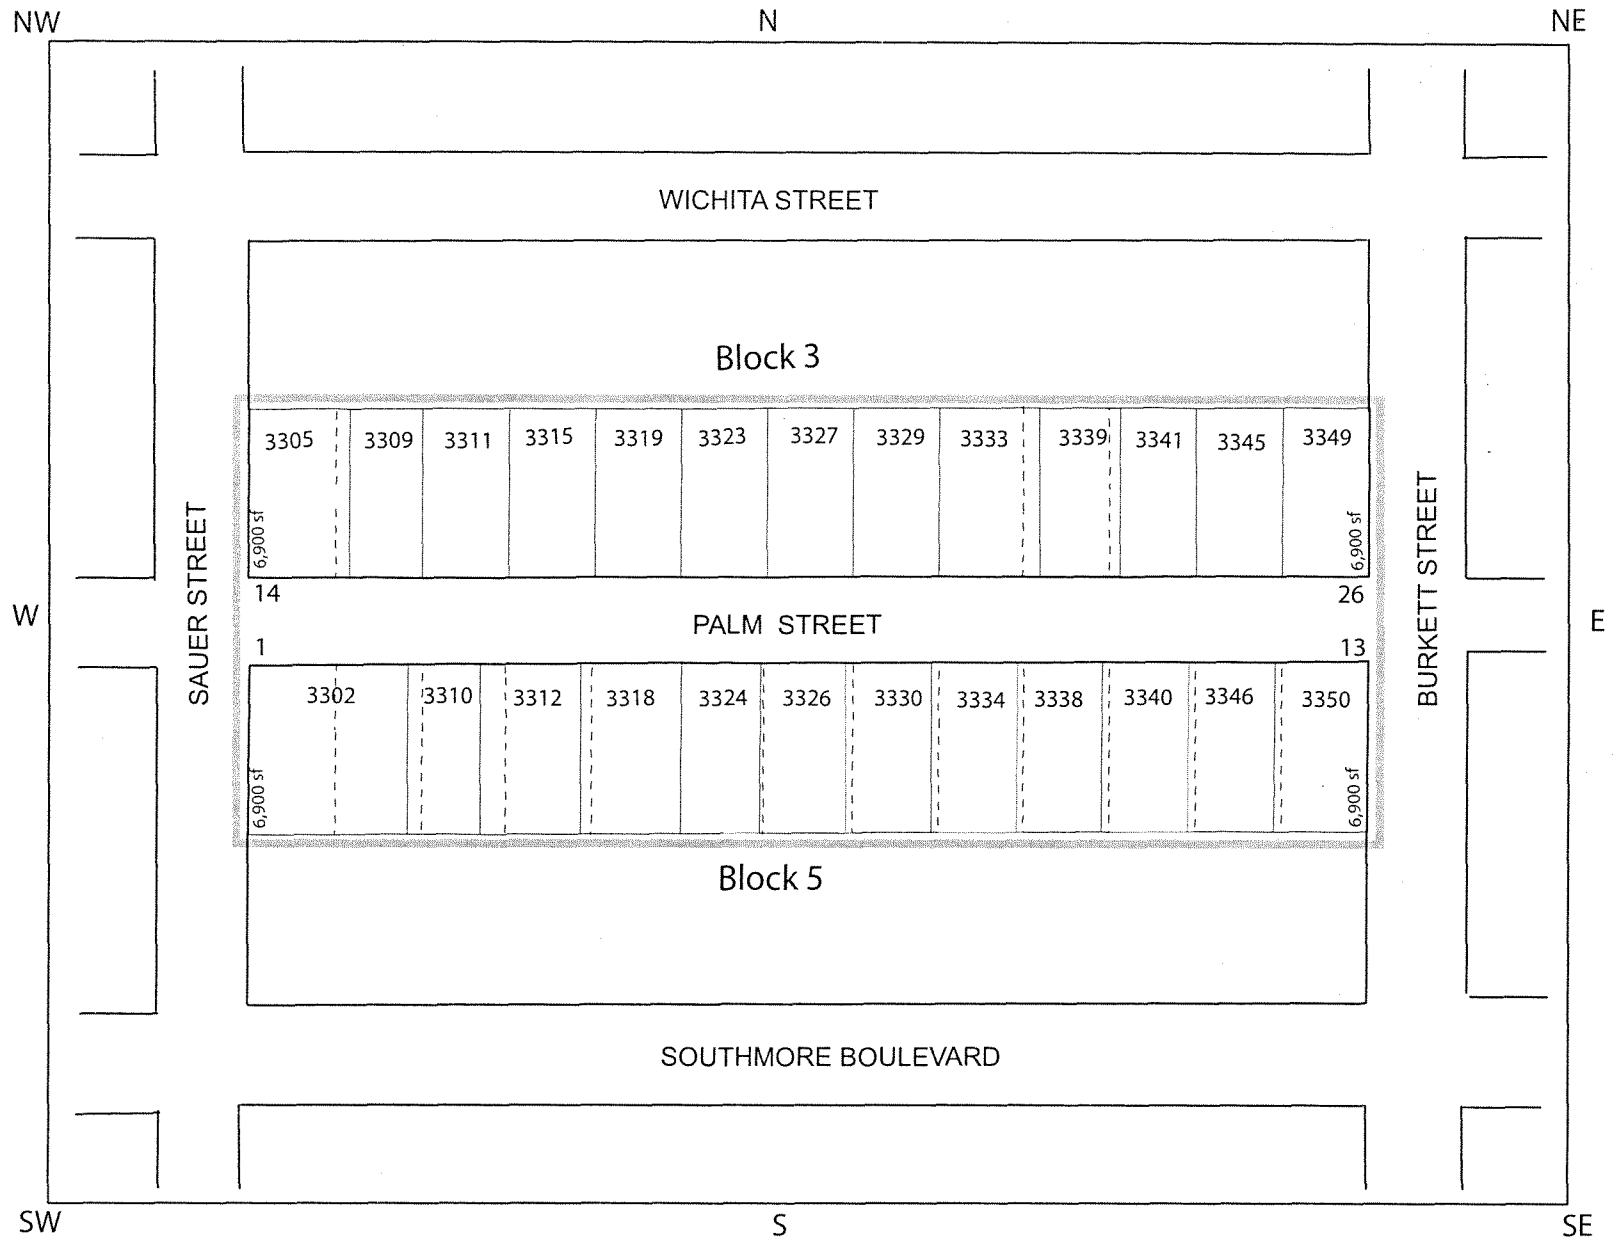 NW N NE
WICHITA STREET
Block 3
3305 3309 3311 3315 3319 3323 3327 3329 3333 3339 3341 3345 3349
6,900 sf 6,900 sf
SAUER STREET
BURKETT STREET
14 26
W PALM STREET E
1 13
3302 3310 3312 3318 3324 3326 3330 3334 3338 3340 3346 3350
6,900 sf 6,900 sf
Block 5
SOUTHMORE BOULEVARD
SW S SE